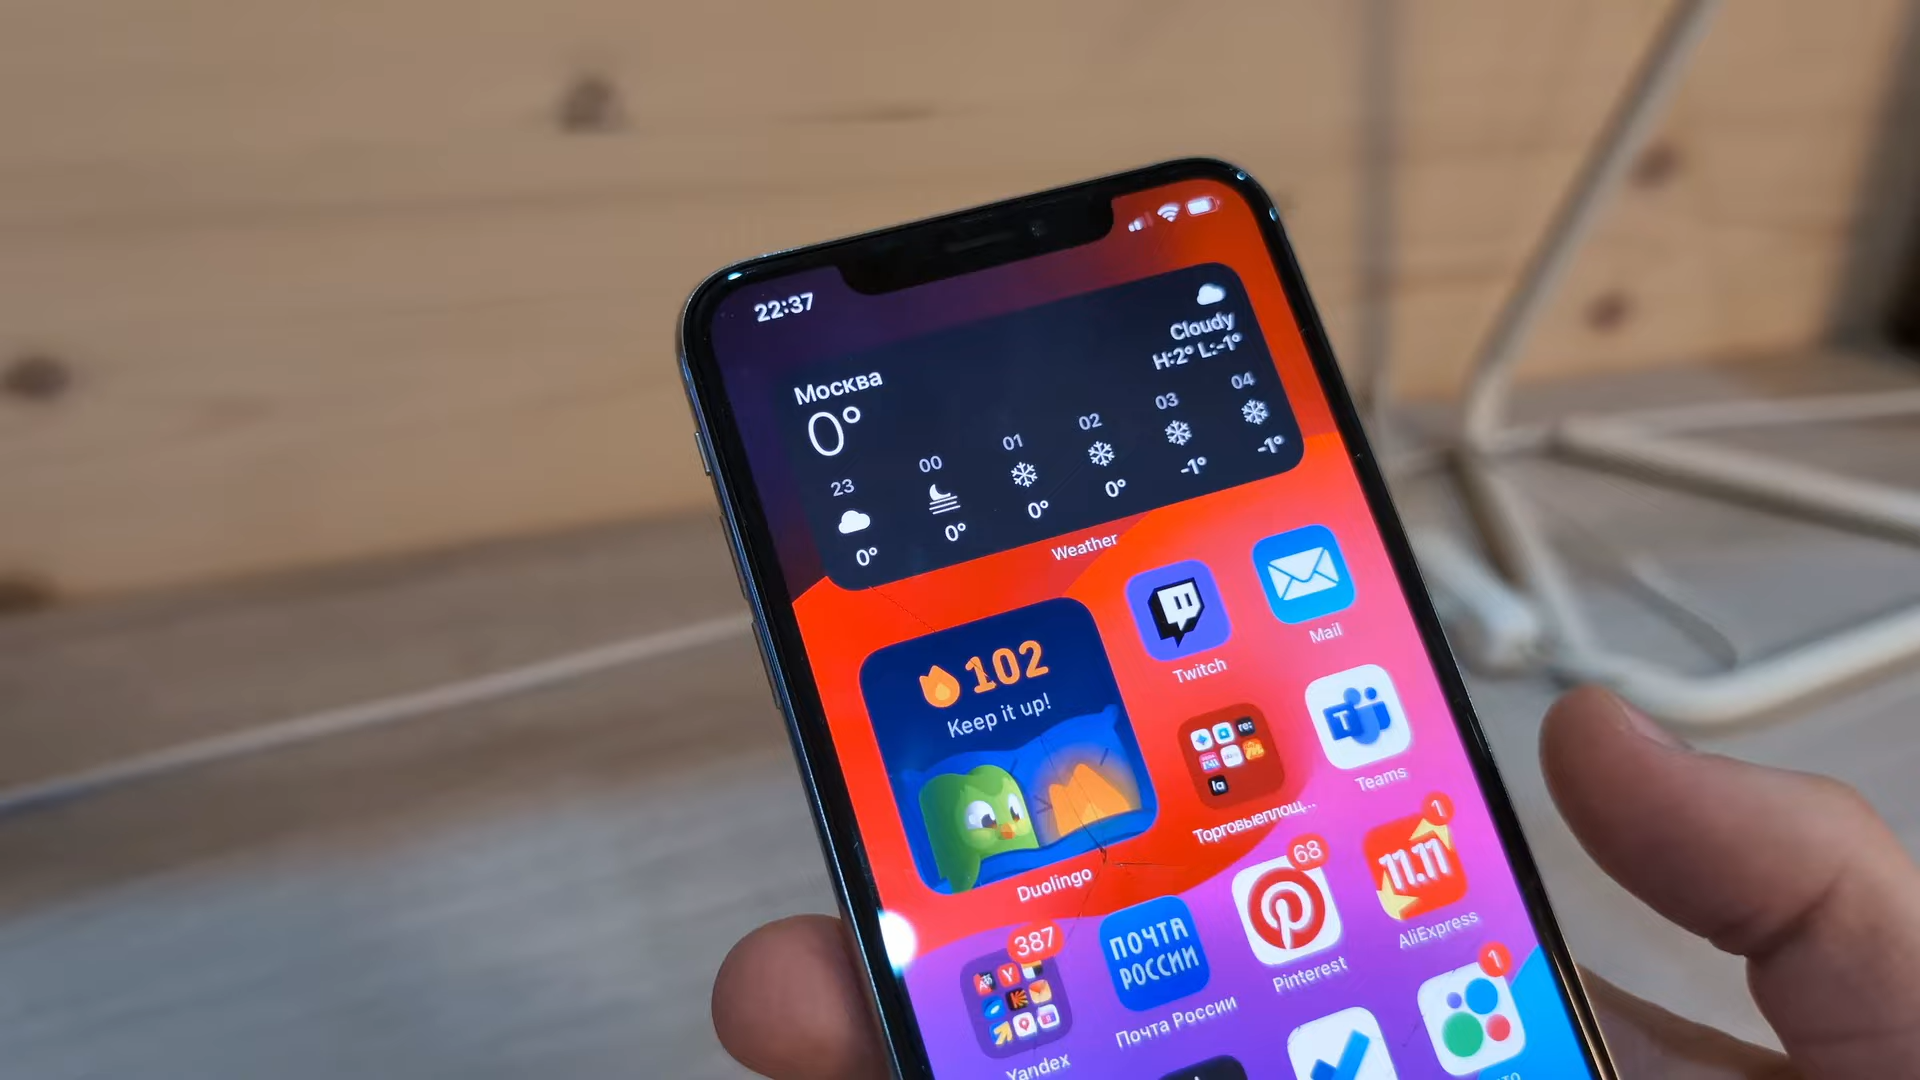 22:37
Москва
0°
Cloudy
H:2° L:-1°
23 00 01 02 03 04
0° 0° 0° 0° -1° -1°
Weather
102
Keep it up!
Duolingo
Twitch
Mail
Торговыеплощ...
re:
la
T
Teams
387
Yandex
ПОЧТА
РОССИИ
Почта России
68
Pinterest
1
11.11
AliExpress
1